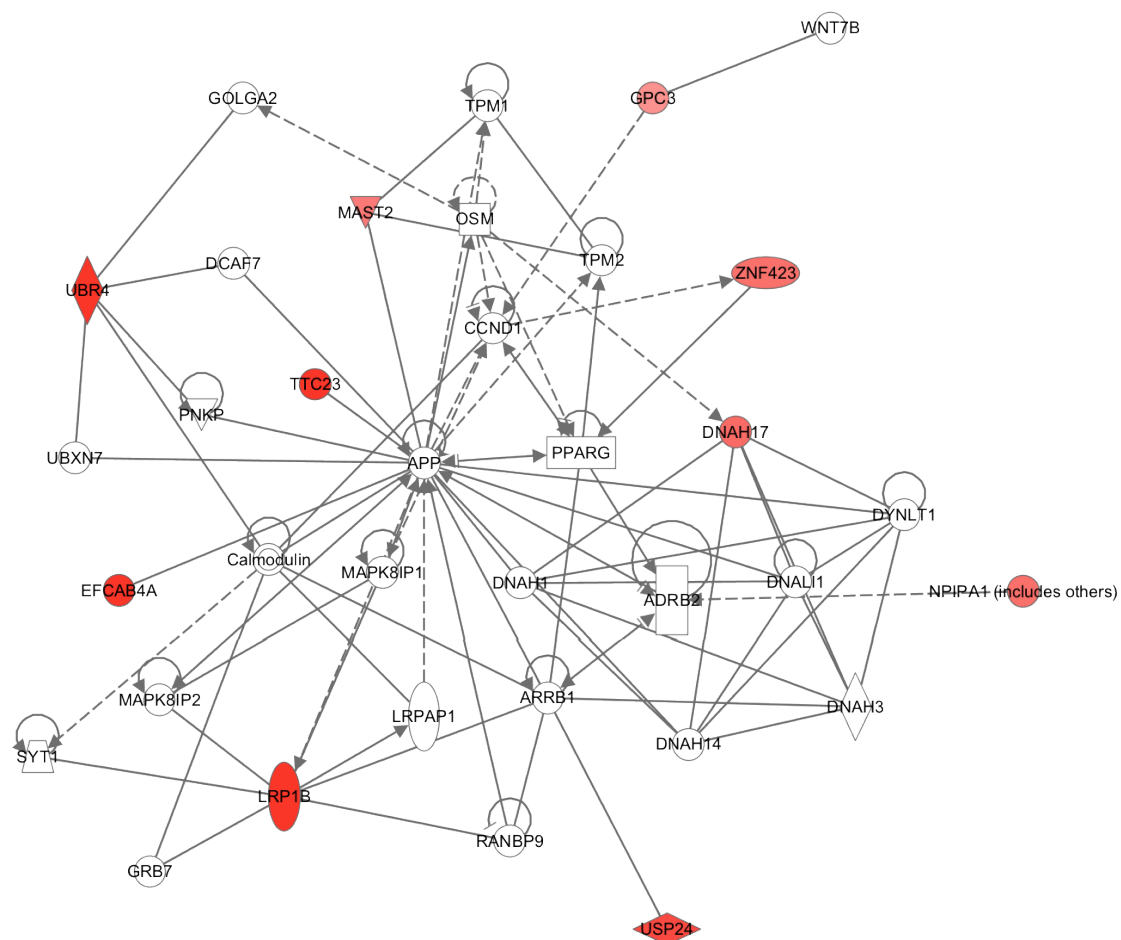 WNT7B
GOLGA2
TPM1
GPC3
MAST2
OSM
DCAF7
TPM2
ZNF423
UBR4
CCND1
TTC23
PNKP
DNAH17
UBXN7
APP
PPARG
DYNLT1
Calmodulin
MAPK8IP1
EFCAB4A
DNAH1
DNALI1
ADRB2
NPIPA1 (includes others)
MAPK8IP2
ARRB1
LRPAP1
DNAH3
SYT1
DNAH14
LRP1B
RANBP9
GRB7
USP24